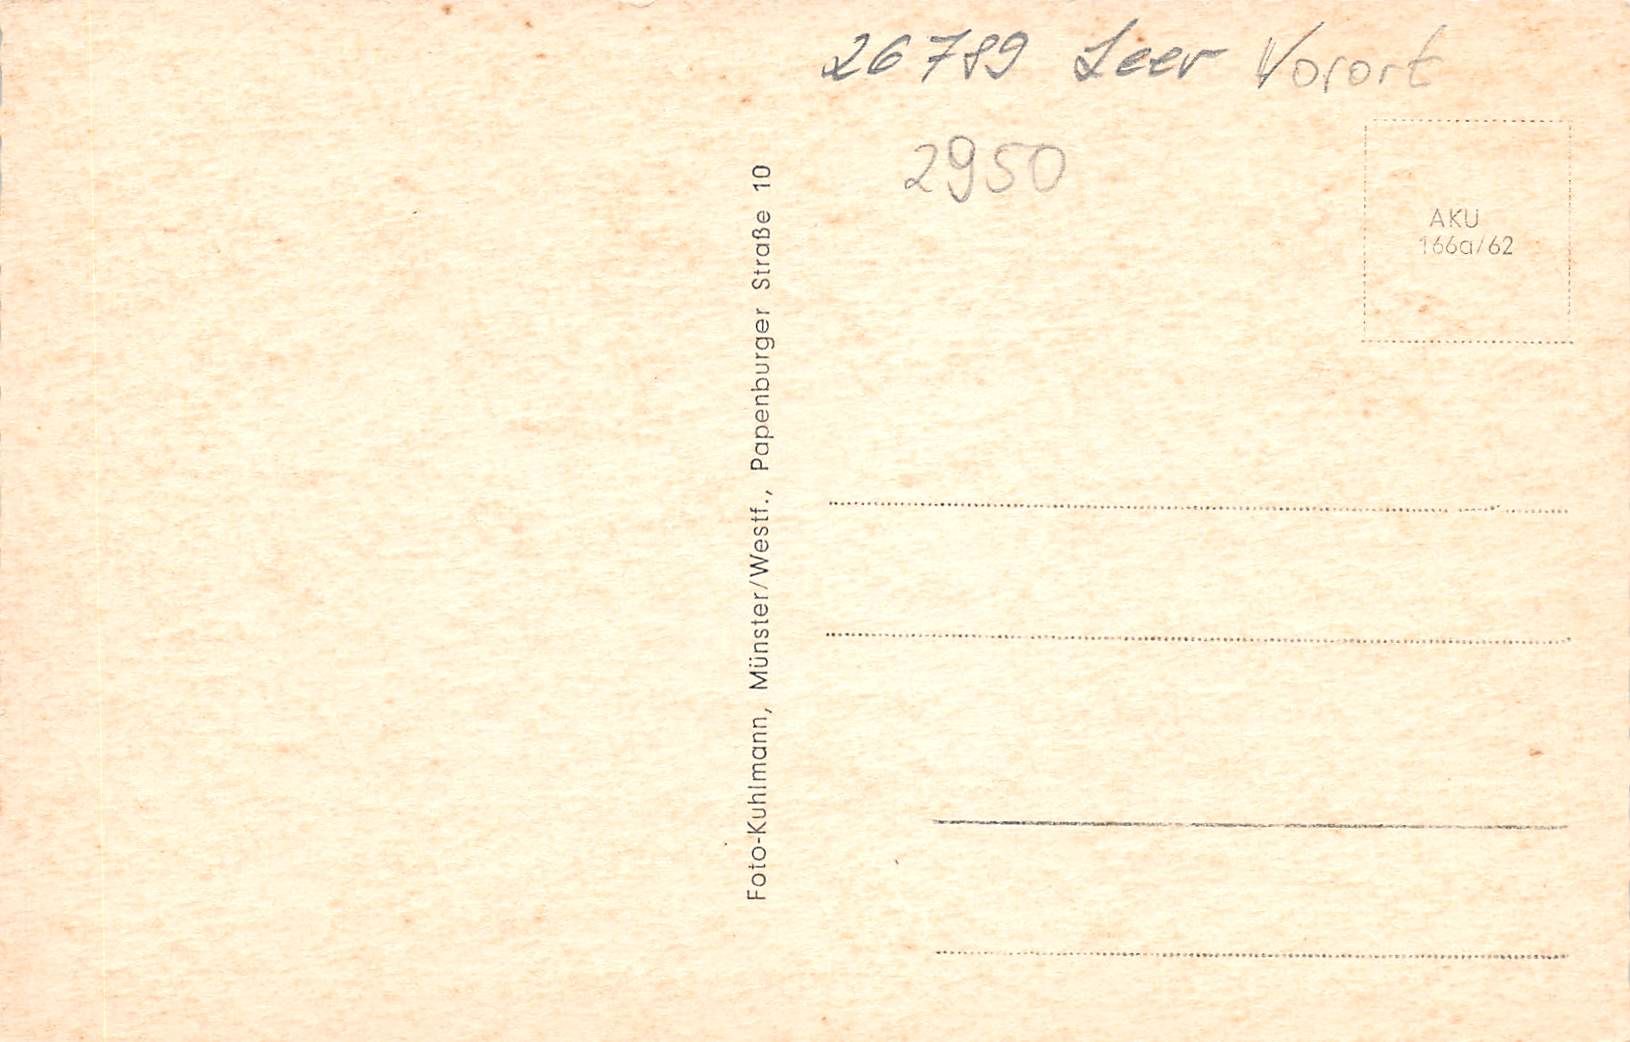 26789 Leer Vorort
2950
AKU
166a/62
Foto-Kuhlmann, Münster/Westf., Papenburger Straße 10